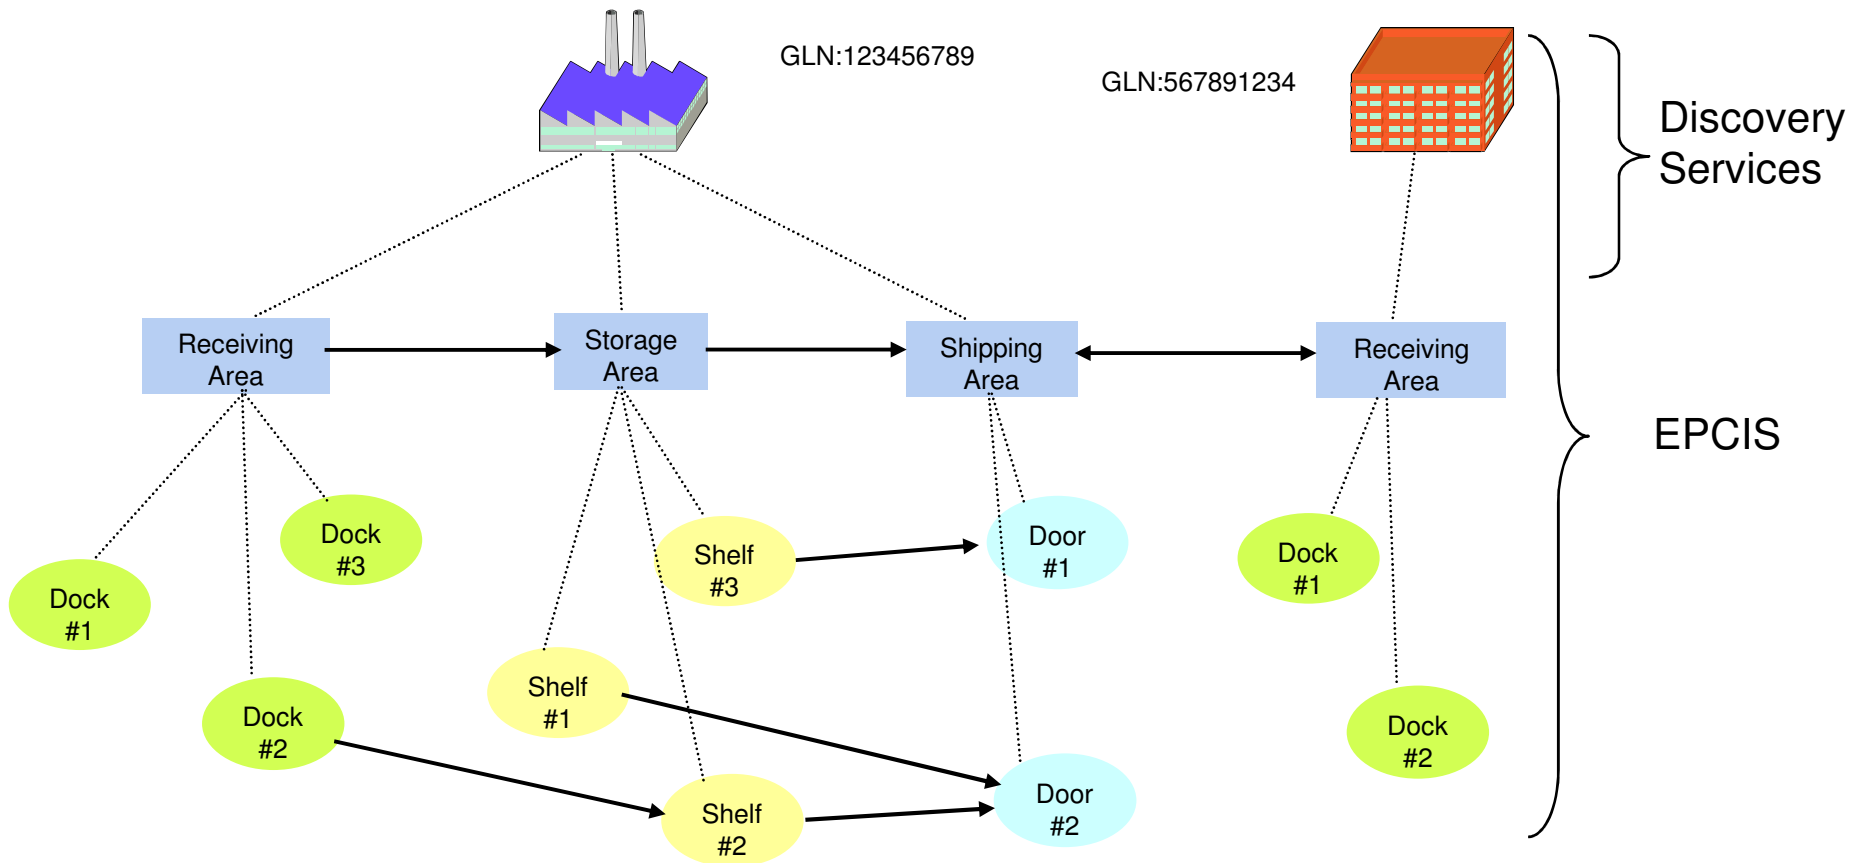 GLN:123456789
GLN:567891234
Discovery
Services
Receiving
Area
Storage
Area
Shipping
Area
Receiving
Area
EPCIS
Dock
#1
Dock
#3
Dock
#2
Shelf
#3
Shelf
#1
Shelf
#2
Door
#1
Door
#2
Dock
#1
Dock
#2